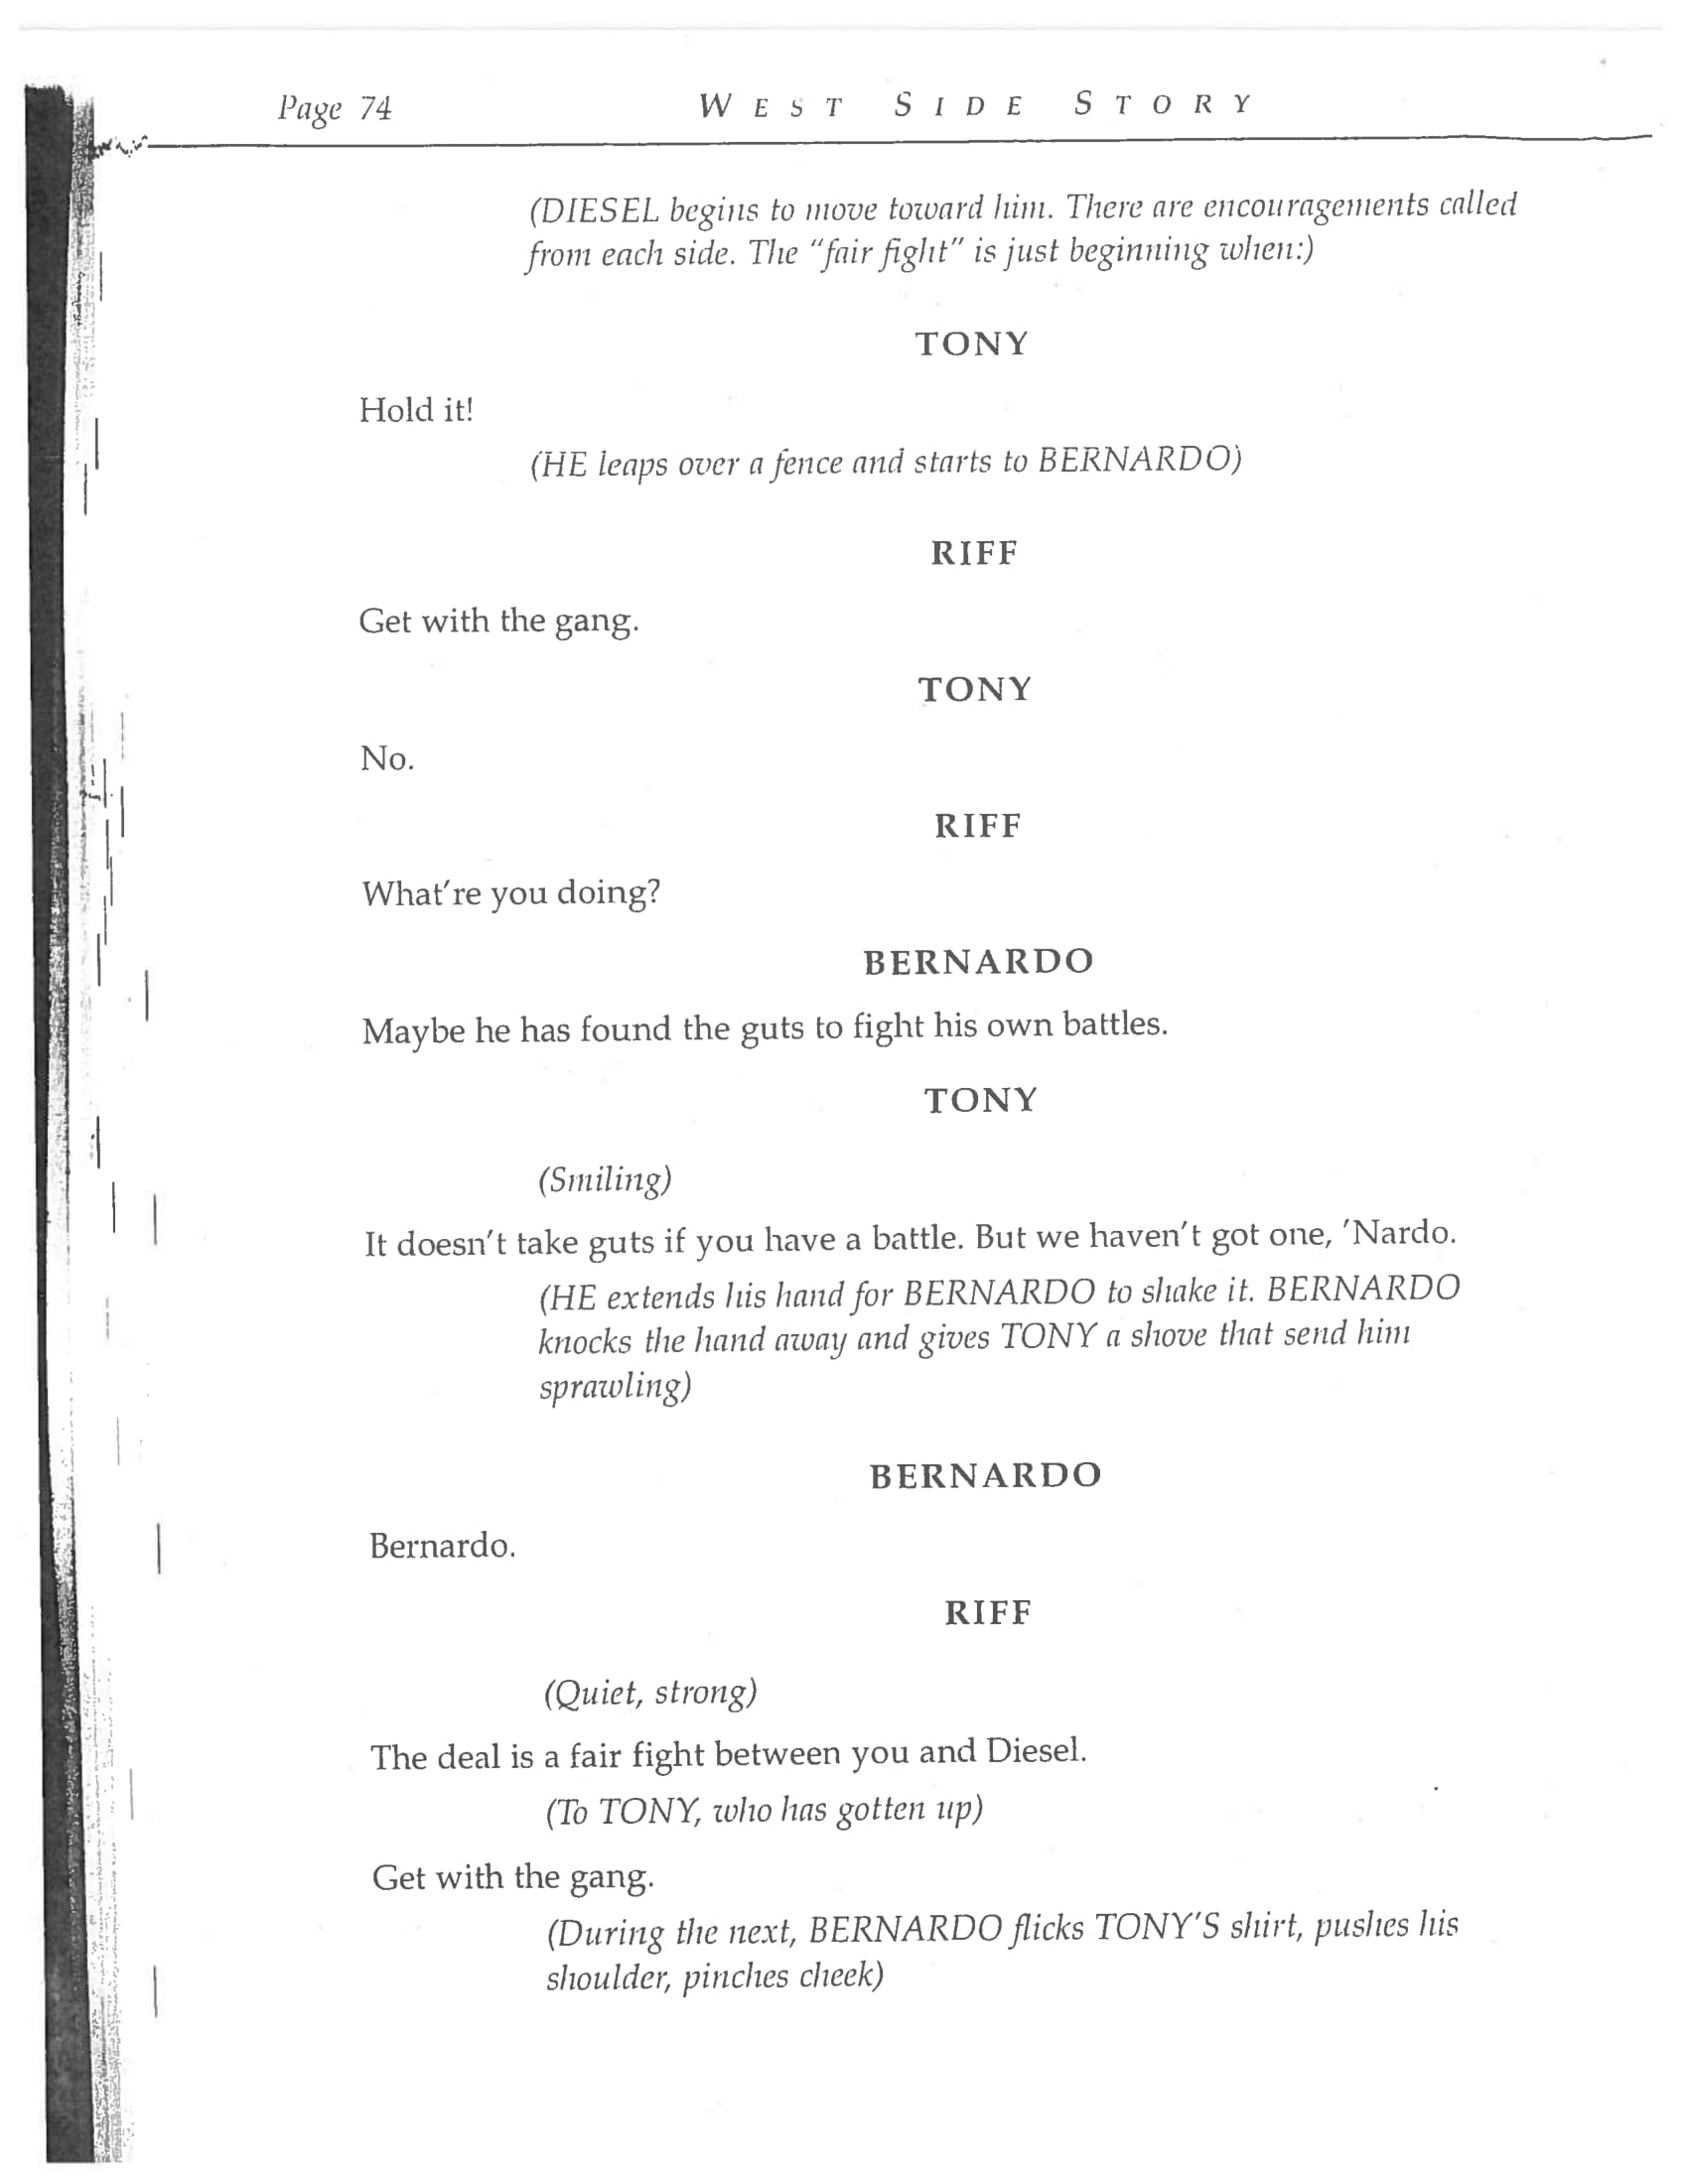 Page 74
WEST SIDE STORY
(DIESEL begins to move toward him. There are encouragements called
from each side. The "fair fight" is just beginning when:)
TONY
Hold it!
(HE leaps over a fence and starts to BERNARDO)
RIFF
Get with the gang.
TONY
No.
RIFF
What're you doing?
BERNARDO
Maybe he has found the guts to fight his own battles.
TONY
(Smiling)
It doesn't take guts if you have a battle. But we haven't got one, 'Nardo.
(HE extends his hand for BERNARDO to shake it. BERNARDO
knocks the hand away and gives TONY a shove that send him
sprawling)
BERNARDO
Bernardo.
RIFF
(Quiet, strong)
The deal is a fair fight between you and Diesel.
(To TONY, who has gotten up)
Get with the gang.
(During the next, BERNARDO flicks TONY'S shirt, pushes his
shoulder, pinches cheek)